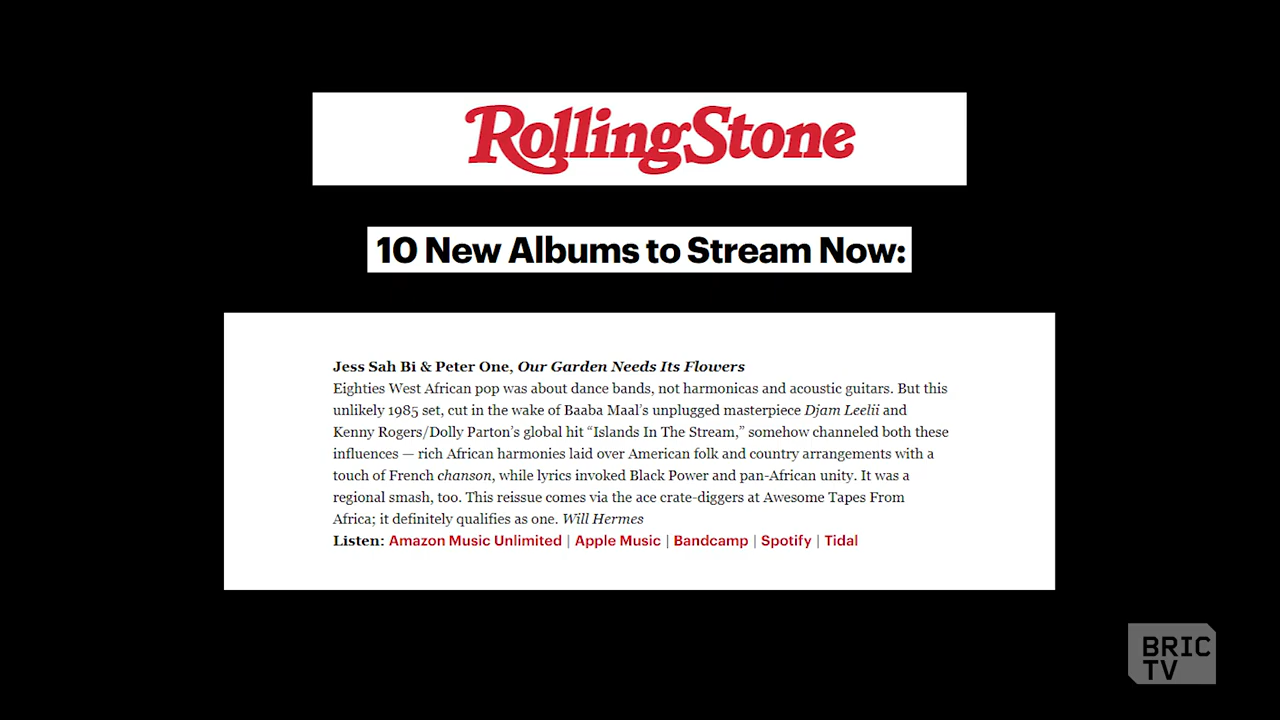 RollingStone
10 New Albums to Stream Now:
Jess Sah Bi & Peter One, Our Garden Needs Its Flowers
Eighties West African pop was about dance bands, not harmonicas and acoustic guitars. But this
unlikely 1985 set, cut in the wake of Baaba Maal’s unplugged masterpiece Djam Leelii and
Kenny Rogers/Dolly Parton’s global hit “Islands In The Stream,” somehow channeled both these
influences — rich African harmonies laid over American folk and country arrangements with a
touch of French chanson, while lyrics invoked Black Power and pan-African unity. It was a
regional smash, too. This reissue comes via the ace crate-diggers at Awesome Tapes From
Africa; it definitely qualifies as one. Will Hermes
Listen: Amazon Music Unlimited | Apple Music | Bandcamp | Spotify | Tidal
BRIC
TV